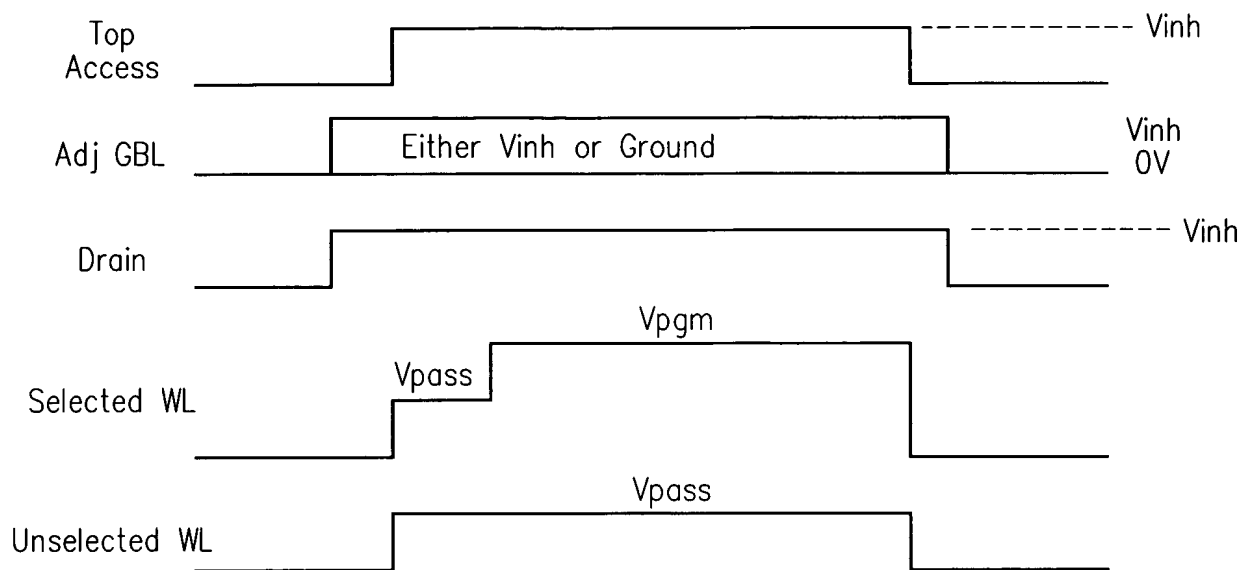 Top
Access
Vinh
Adj GBL
Either Vinh or Ground
Vinh
0V
Drain
Vinh
Vpgm
Vpass
Selected WL
Vpass
Unselected WL